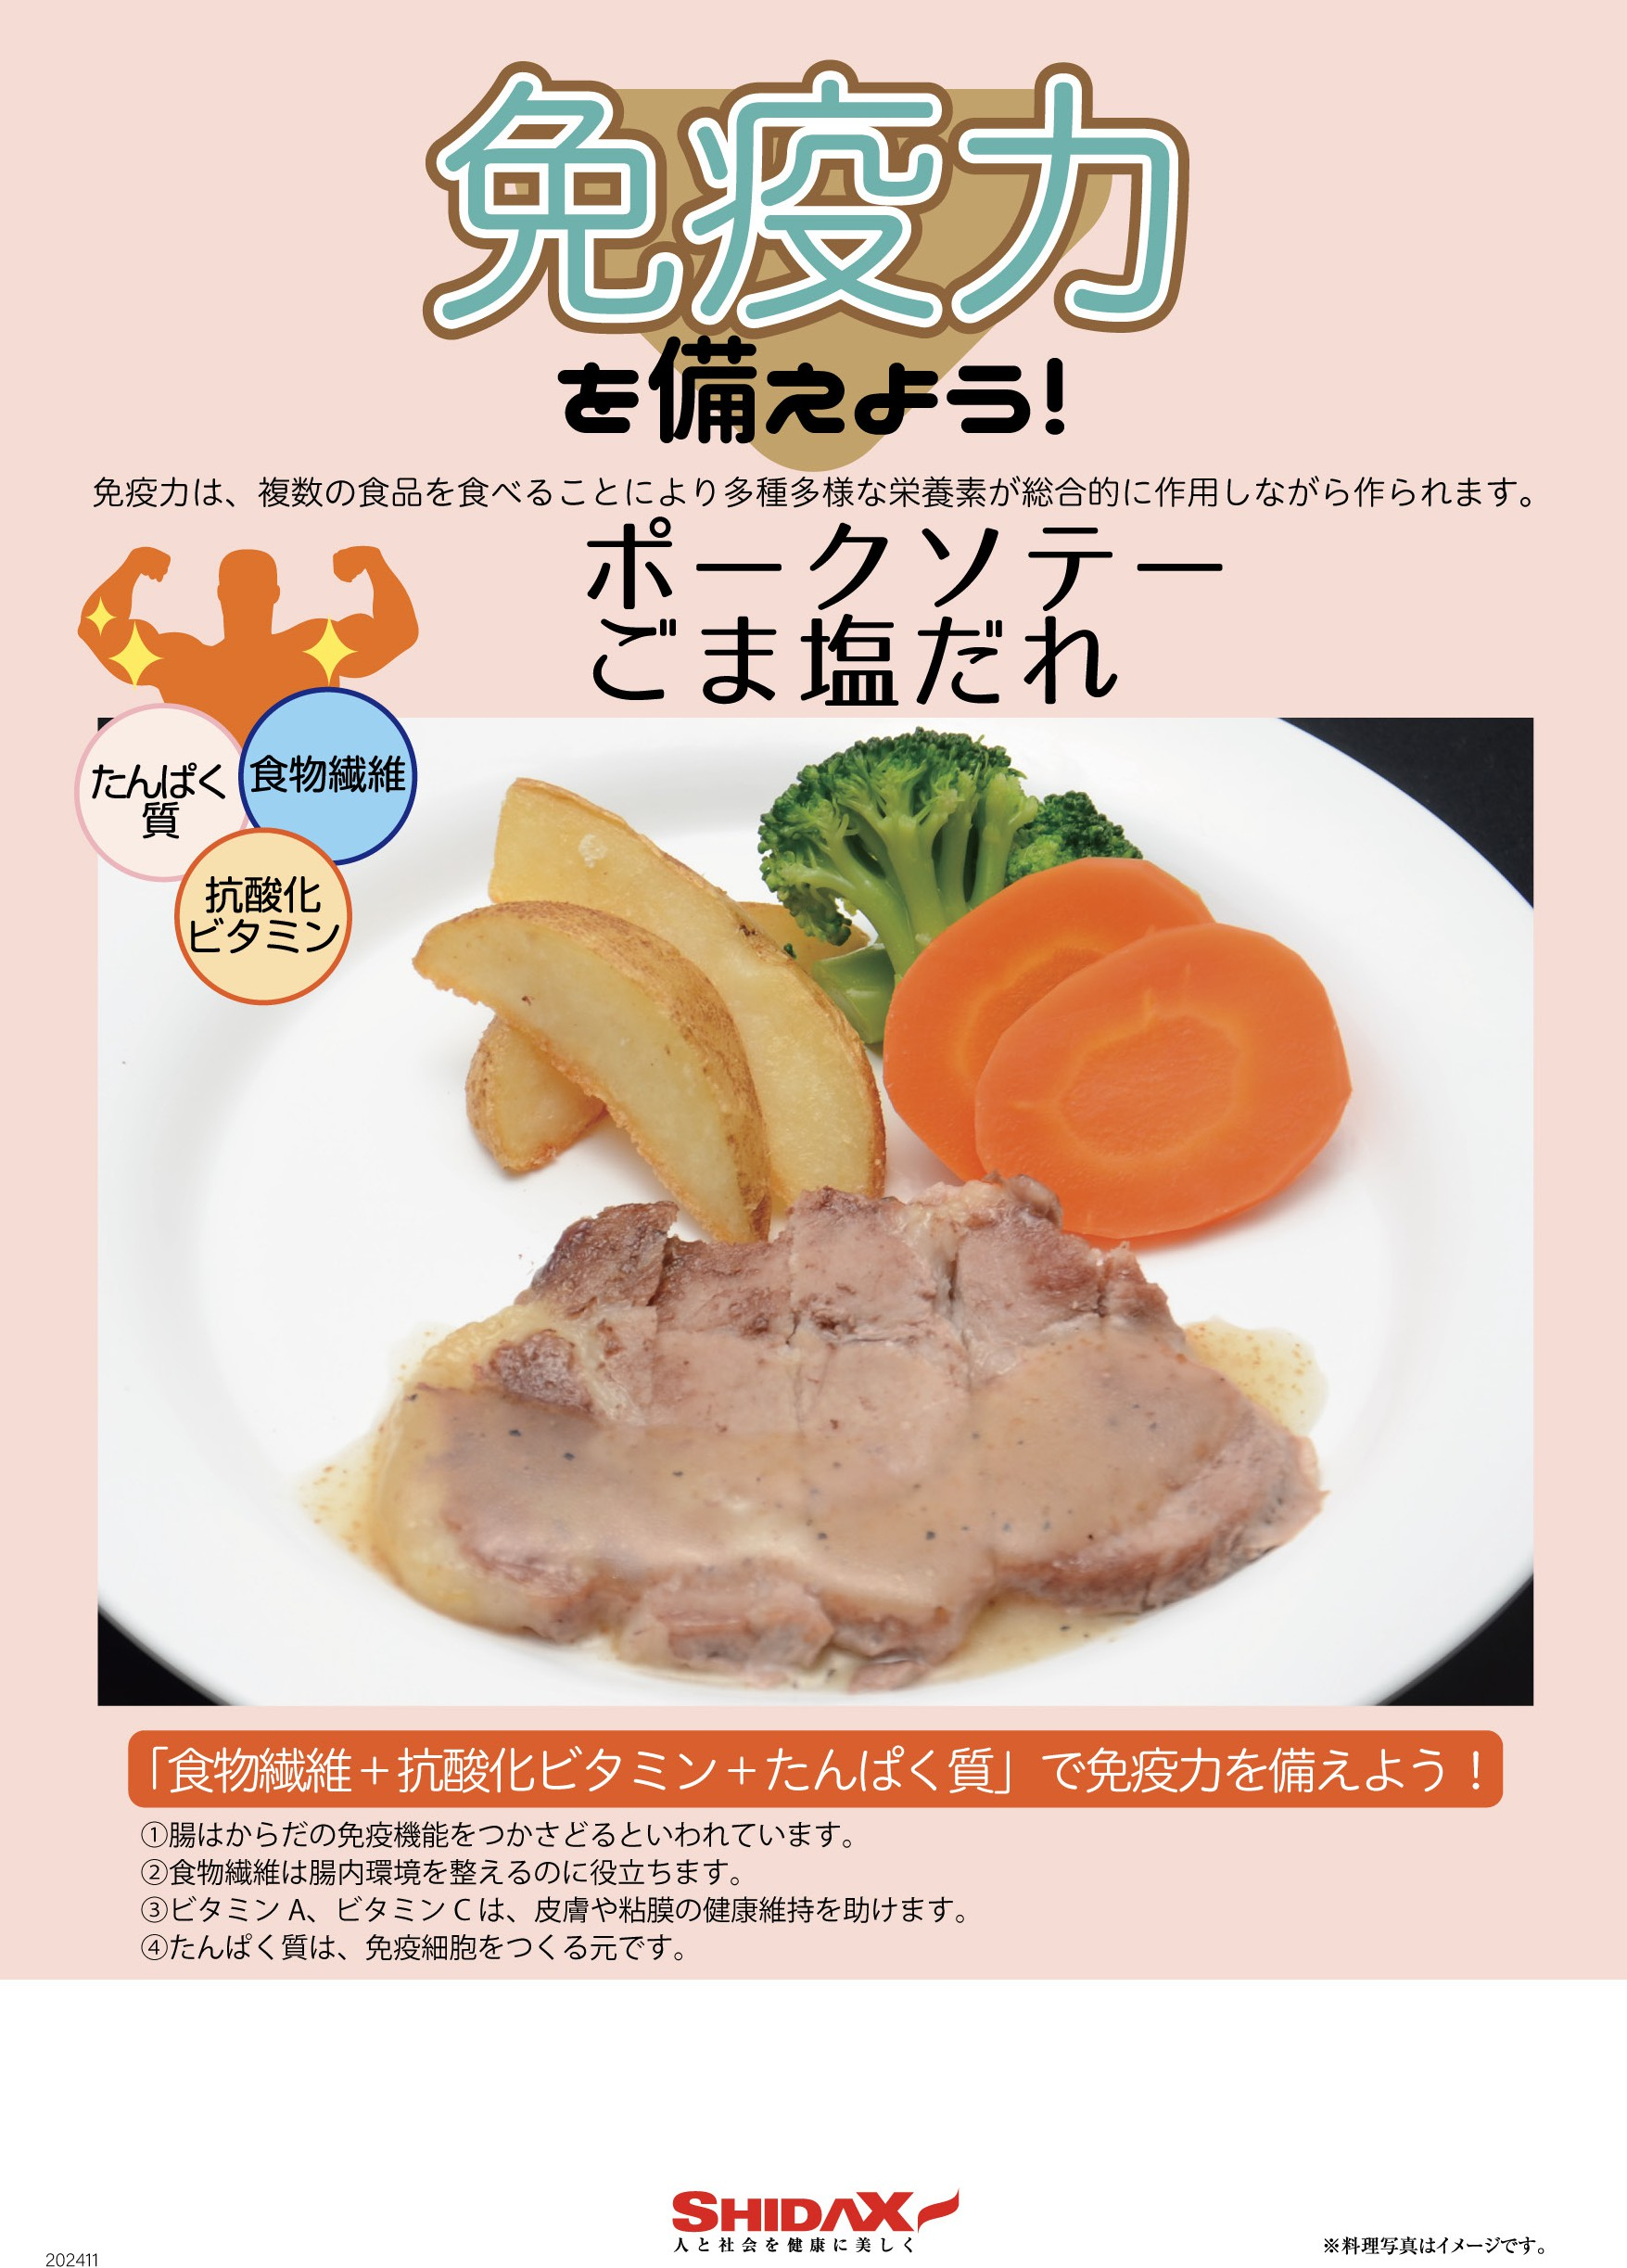 免疫力
を備えよう!
免疫力は、複数の食品を食べることにより多種多様な栄養素が総合的に作用しながら作られます。
ポークソテー
ごま塩だれ
たんぱく
質
食物繊維
抗酸化
ビタミン
「食物繊維＋抗酸化ビタミン＋たんぱく質」で免疫力を備えよう！
①腸はからだの免疫機能をつかさどるといわれています。
②食物繊維は腸内環境を整えるのに役立ちます。
③ビタミン A、ビタミン C は、皮膚や粘膜の健康維持を助けます。
④たんぱく質は、免疫細胞をつくる元です。
SHIDAX
人と社会を健康に美しく
※料理写真はイメージです。
202411